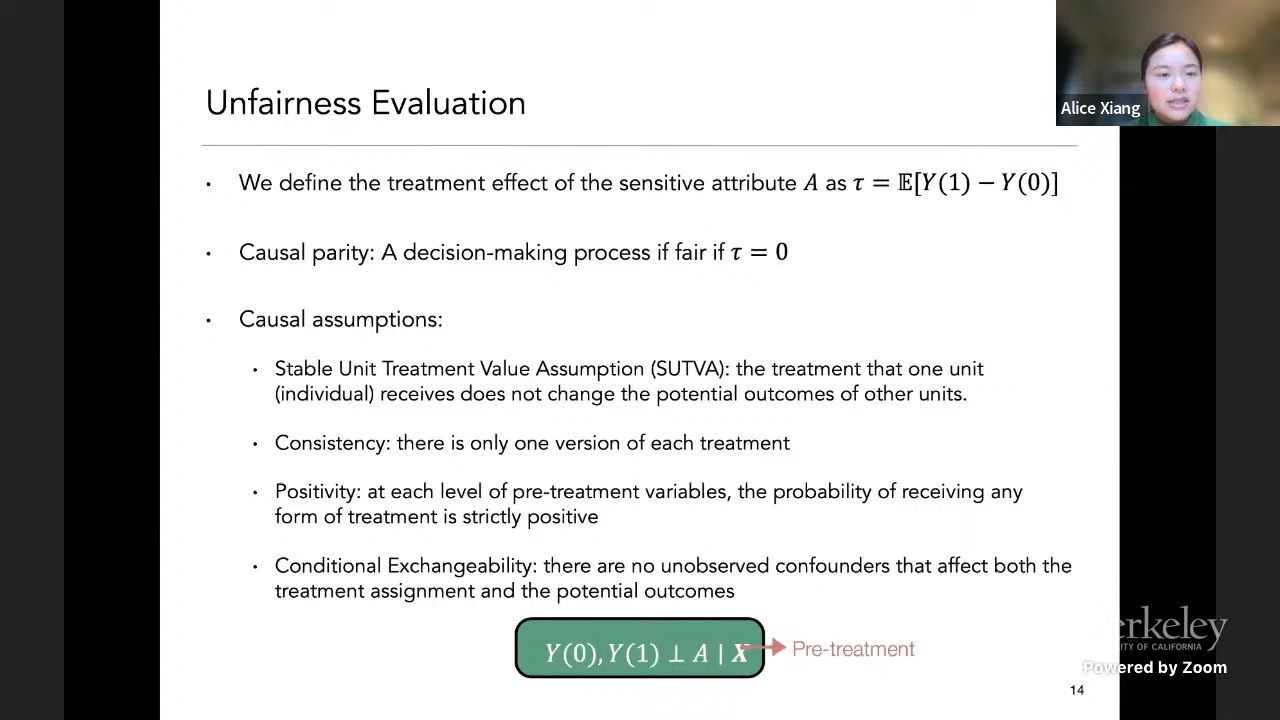 Unfairness Evaluation
Alice Xiang
• We define the treatment effect of the sensitive attribute A as τ = 𝔼[Y(1) − Y(0)]
• Causal parity: A decision-making process if fair if τ = 0
• Causal assumptions:
• Stable Unit Treatment Value Assumption (SUTVA): the treatment that one unit
(individual) receives does not change the potential outcomes of other units.
• Consistency: there is only one version of each treatment
• Positivity: at each level of pre-treatment variables, the probability of receiving any
form of treatment is strictly positive
• Conditional Exchangeability: there are no unobserved confounders that affect both the
treatment assignment and the potential outcomes
Y(0), Y(1) ⊥ A | X
Pre-treatment
erkeley
ITY OF CALIFORNIA
Powered by Zoom
14